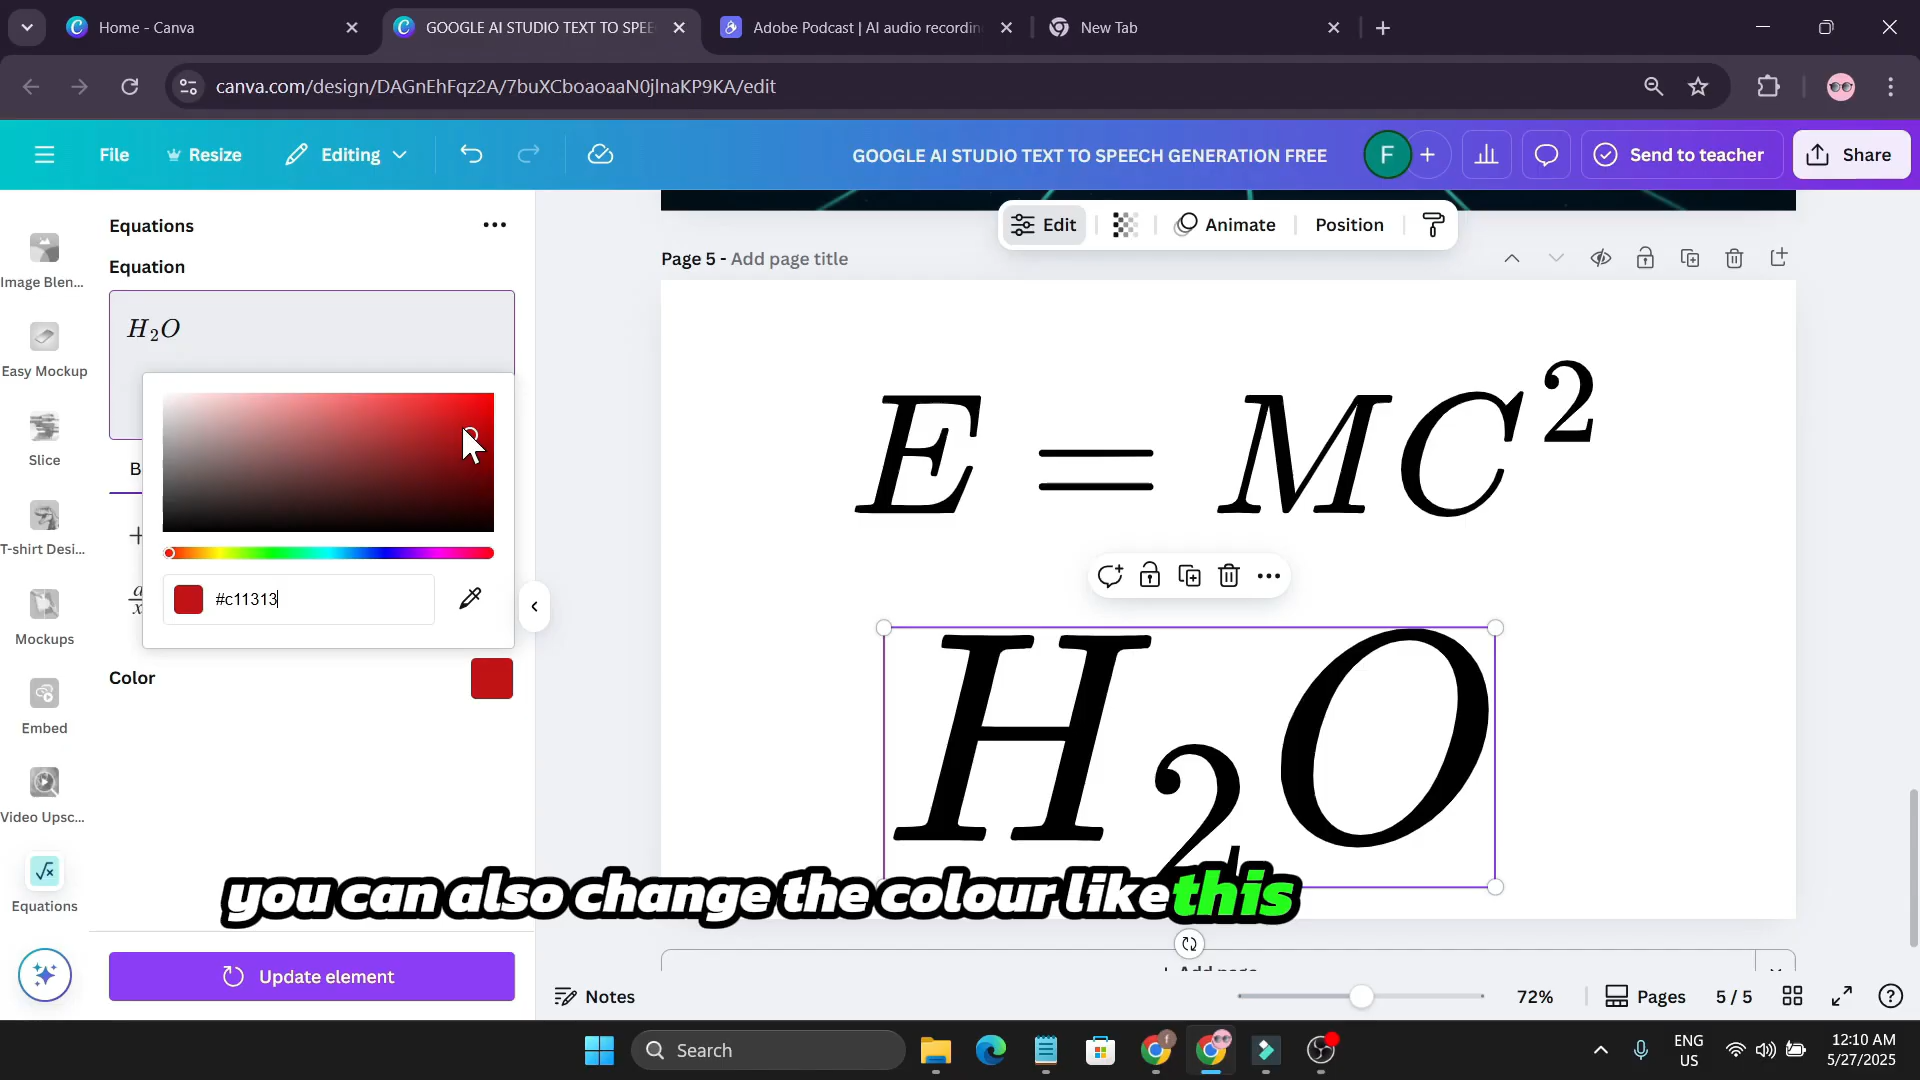 Home - Canva
GOOGLE AI STUDIO TEXT TO SPEE
Adobe Podcast | AI audio recordin
New Tab
canva.com/design/DAGnEhFqz2A/7buXCboaoaaN0jlnaKP9KA/edit
File
Resize
Editing
GOOGLE AI STUDIO TEXT TO SPEECH GENERATION FREE
F
Send to teacher
Share
Equations
Equation
H₂O
Image Blen...
Easy Mockup
Slice
T-shirt Desi...
Mockups
Embed
Video Upsc...
Equations
B
#c11313
Color
Update element
Edit
Animate
Position
Page 5 - Add page title
E = MC²
H₂O
you can also change the colour like this
Notes
72%
Pages
5 / 5
Search
ENG
US
12:10 AM
5/27/2025